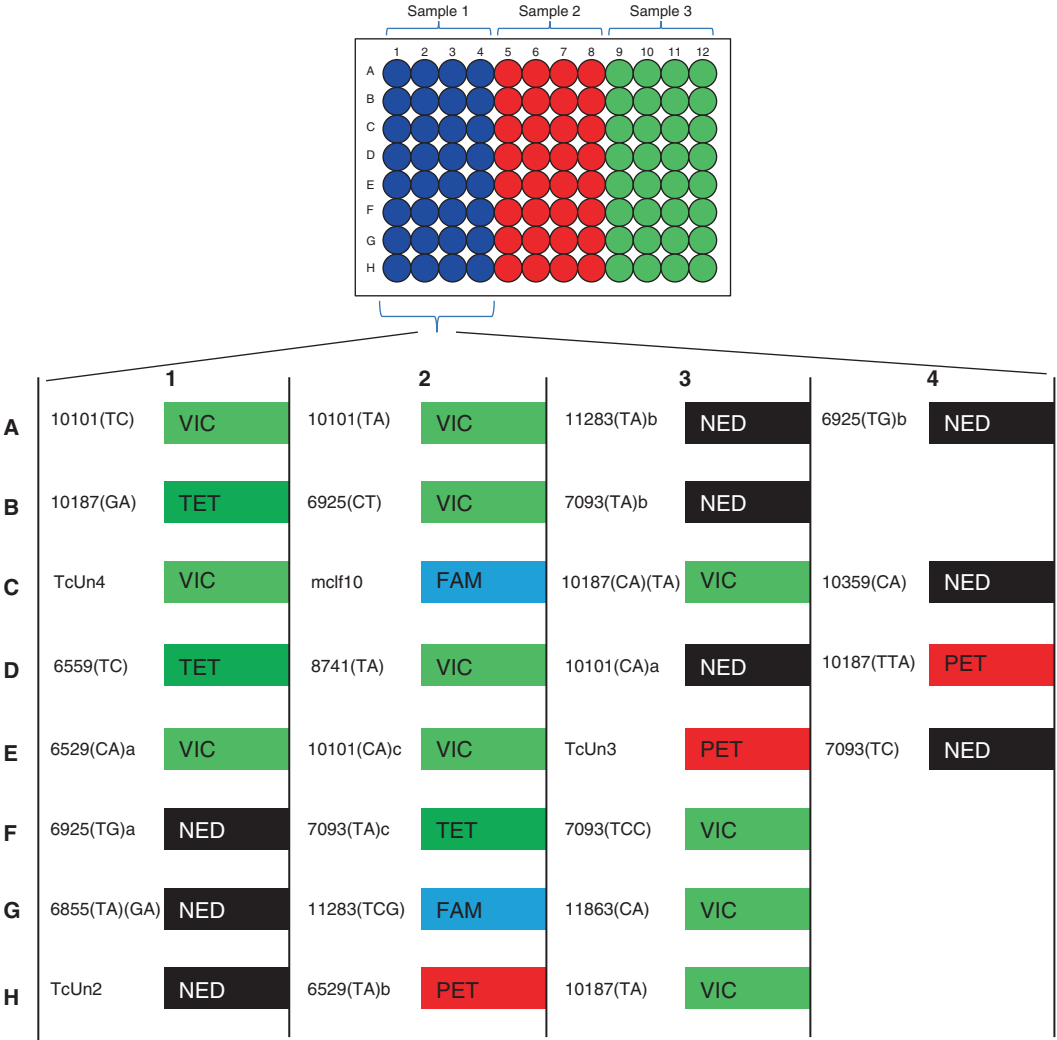 Sample 1 Sample 2 Sample 3
1 2 3 4 5 6 7 8 9 10 11 12
A
B
C
D
E
F
G
H
1 2 3 4
A 10101(TC) VIC 10101(TA) VIC 11283(TA)b NED 6925(TG)b NED
B 10187(GA) TET 6925(CT) VIC 7093(TA)b NED
C TcUn4 VIC mclf10 FAM 10187(CA)(TA) VIC 10359(CA) NED
D 6559(TC) TET 8741(TA) VIC 10101(CA)a NED 10187(TTA) PET
E 6529(CA)a VIC 10101(CA)c VIC TcUn3 PET 7093(TC) NED
F 6925(TG)a NED 7093(TA)c TET 7093(TCC) VIC
G 6855(TA)(GA) NED 11283(TCG) FAM 11863(CA) VIC
H TcUn2 NED 6529(TA)b PET 10187(TA) VIC